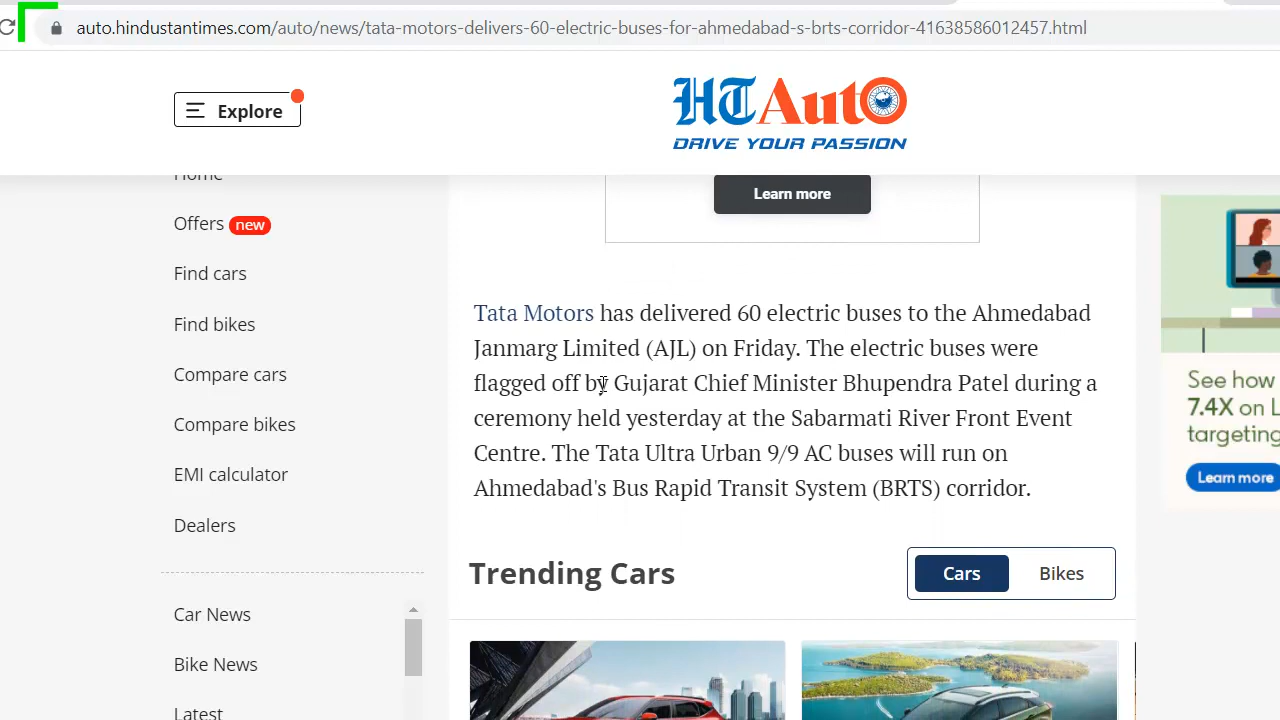 auto.hindustantimes.com/auto/news/tata-motors-delivers-60-electric-buses-for-ahmedabad-s-brts-corridor-41638586012457.html
Explore
HT Auto
DRIVE YOUR PASSION
Home
Offers new
Find cars
Find bikes
Compare cars
Compare bikes
EMI calculator
Dealers
Car News
Bike News
Latest
Learn more
Tata Motors has delivered 60 electric buses to the Ahmedabad
Janmarg Limited (AJL) on Friday. The electric buses were
flagged off by Gujarat Chief Minister Bhupendra Patel during a
ceremony held yesterday at the Sabarmati River Front Event
Centre. The Tata Ultra Urban 9/9 AC buses will run on
Ahmedabad's Bus Rapid Transit System (BRTS) corridor.
Trending Cars
Cars
Bikes
See how
7.4X on L
targeting
Learn more